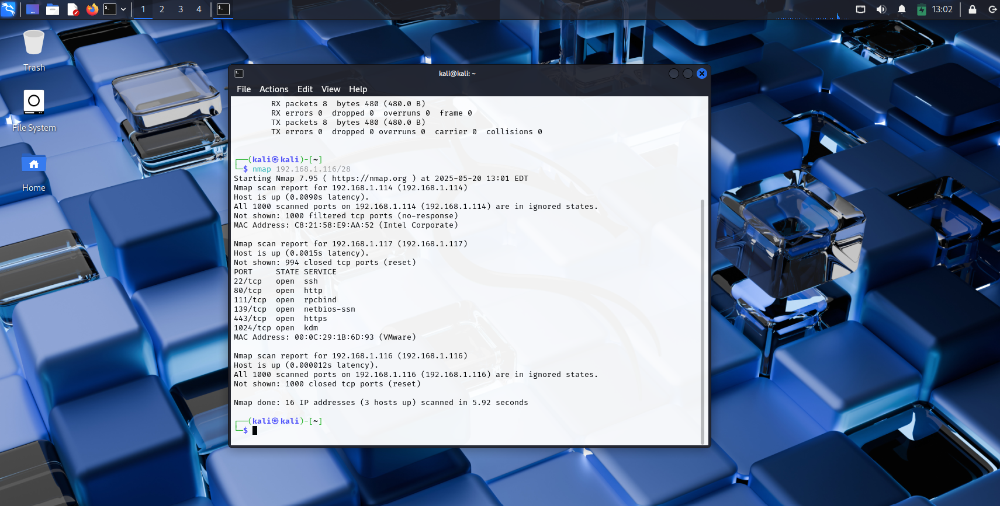 1 2 3 4
13:02
Trash
File System
Home
kali@kali: ~
File Actions Edit View Help
RX packets 8  bytes 480 (480.0 B)
RX errors 0  dropped 0  overruns 0  frame 0
TX packets 8  bytes 480 (480.0 B)
TX errors 0  dropped 0 overruns 0  carrier 0  collisions 0
┌──(kali㉿kali)-[~]
└─$ nmap 192.168.1.116/28
Starting Nmap 7.95 ( https://nmap.org ) at 2025-05-20 13:01 EDT
Nmap scan report for 192.168.1.114 (192.168.1.114)
Host is up (0.0090s latency).
All 1000 scanned ports on 192.168.1.114 (192.168.1.114) are in ignored states.
Not shown: 1000 filtered tcp ports (no-response)
MAC Address: C8:21:58:E9:AA:52 (Intel Corporate)
Nmap scan report for 192.168.1.117 (192.168.1.117)
Host is up (0.0015s latency).
Not shown: 994 closed tcp ports (reset)
PORT     STATE SERVICE
22/tcp   open  ssh
80/tcp   open  http
111/tcp  open  rpcbind
139/tcp  open  netbios-ssn
443/tcp  open  https
1024/tcp open  kdm
MAC Address: 00:0C:29:1B:6D:93 (VMware)
Nmap scan report for 192.168.1.116 (192.168.1.116)
Host is up (0.000012s latency).
All 1000 scanned ports on 192.168.1.116 (192.168.1.116) are in ignored states.
Not shown: 1000 closed tcp ports (reset)
Nmap done: 16 IP addresses (3 hosts up) scanned in 5.92 seconds
┌──(kali㉿kali)-[~]
└─$